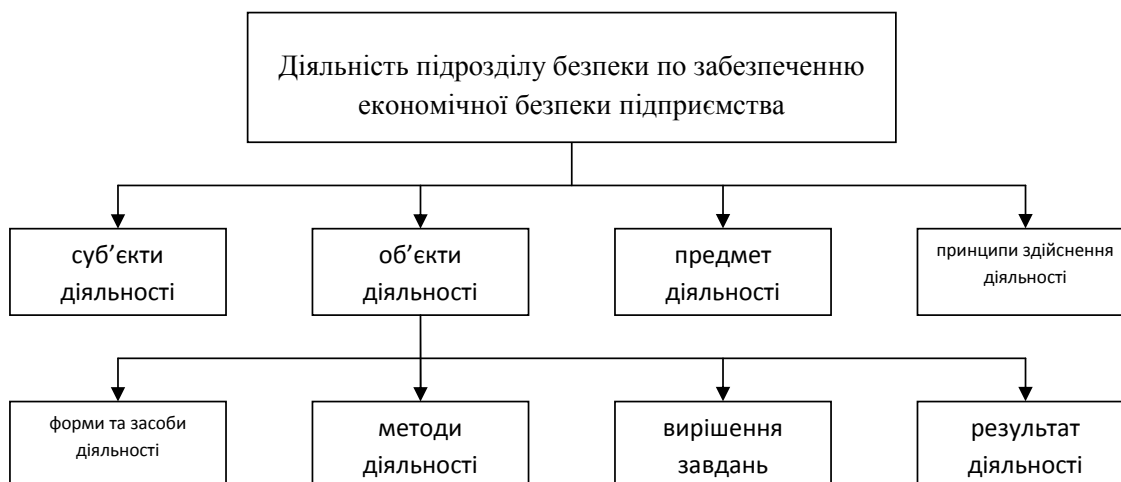 Діяльність підрозділу безпеки по забезпеченню
економічної безпеки підприємства
суб’єкти
діяльності
об’єкти
діяльності
предмет
діяльності
принципи здійснення
діяльності
форми та засоби
діяльності
методи
діяльності
вирішення
завдань
результат
діяльності